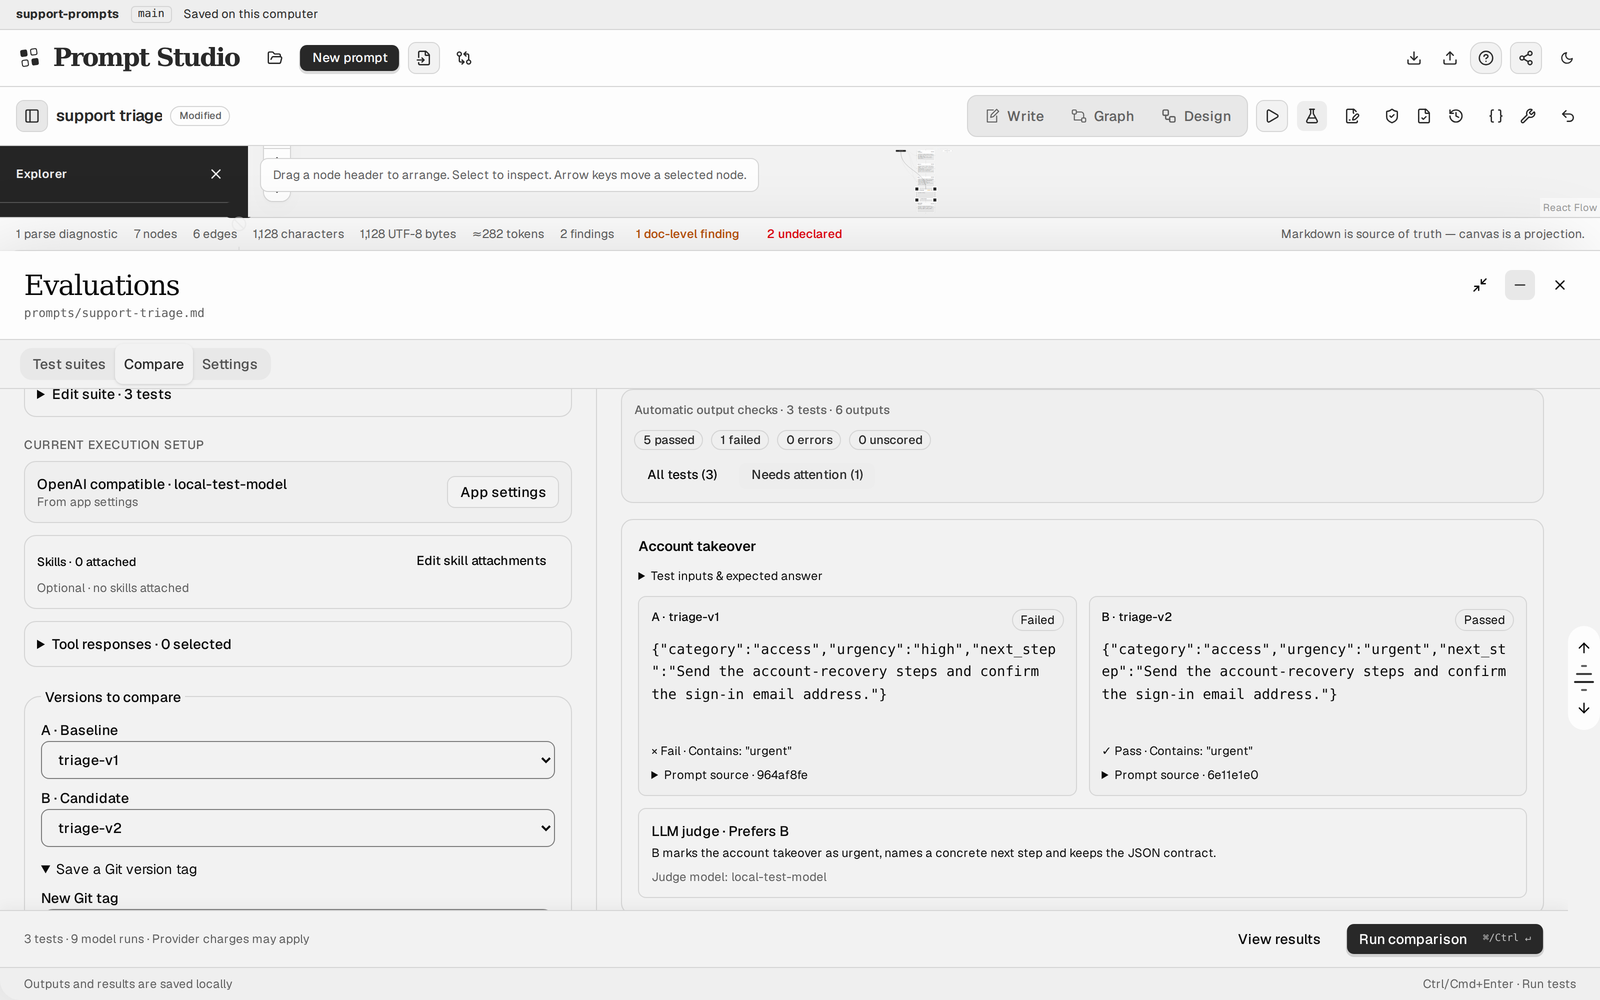 support-prompts main Saved on this computer
Prompt Studio New prompt
support triage Modified Write Graph Design
Explorer
Drag a node header to arrange. Select to inspect. Arrow keys move a selected node.
React Flow
1 parse diagnostic 7 nodes 6 edges 1,128 characters 1,128 UTF-8 bytes ≈282 tokens 2 findings 1 doc-level finding 2 undeclared Markdown is source of truth — canvas is a projection.
Evaluations
prompts/support-triage.md
Test suites Compare Settings
Edit suite · 3 tests
CURRENT EXECUTION SETUP
OpenAI compatible · local-test-model
From app settings
App settings
Skills · 0 attached
Edit skill attachments
Optional · no skills attached
Tool responses · 0 selected
Versions to compare
A · Baseline
triage-v1
B · Candidate
triage-v2
Save a Git version tag
New Git tag
Automatic output checks · 3 tests · 6 outputs
5 passed 1 failed 0 errors 0 unscored
All tests (3) Needs attention (1)
Account takeover
Test inputs & expected answer
A · triage-v1 Failed
{"category":"access","urgency":"high","next_step
":"Send the account-recovery steps and confirm
the sign-in email address."}
× Fail · Contains: "urgent"
Prompt source · 964af8fe
B · triage-v2 Passed
{"category":"access","urgency":"urgent","next_st
ep":"Send the account-recovery steps and confirm
the sign-in email address."}
✓ Pass · Contains: "urgent"
Prompt source · 6e11e1e0
LLM judge · Prefers B
B marks the account takeover as urgent, names a concrete next step and keeps the JSON contract.
Judge model: local-test-model
3 tests · 9 model runs · Provider charges may apply
View results Run comparison ⌘/Ctrl ↵
Outputs and results are saved locally
Ctrl/Cmd+Enter · Run tests